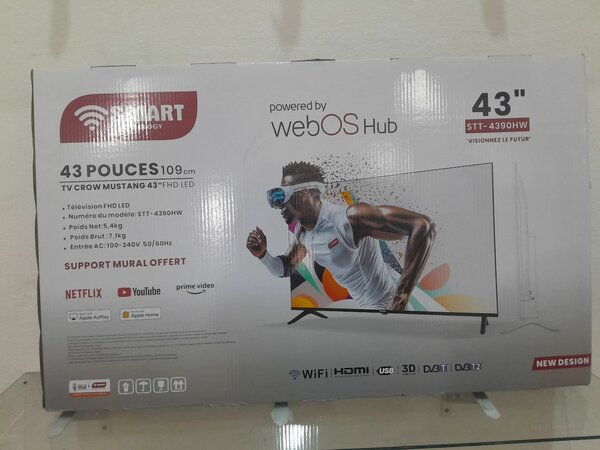 SMART
43 POUCES 109cm
TV CROW MUSTANG 43" FHD LED
• Télévision FHD LED
• Numéro du modèle: STT-4390HW
• Poids Net: 5,4kg
• Poids Brut: 7,1kg
• Entrée AC: 100-240V 50/60Hz
SUPPORT MURAL OFFERT
NETFLIX YouTube prime video
Apple AirPlay Apple Home
powered by
webOS Hub
43"
STT-4390HW
"VISIONNEZ LE FUTUR"
NEW DESIGN
WiFi HDMI USB 3D DVB T DVB T2